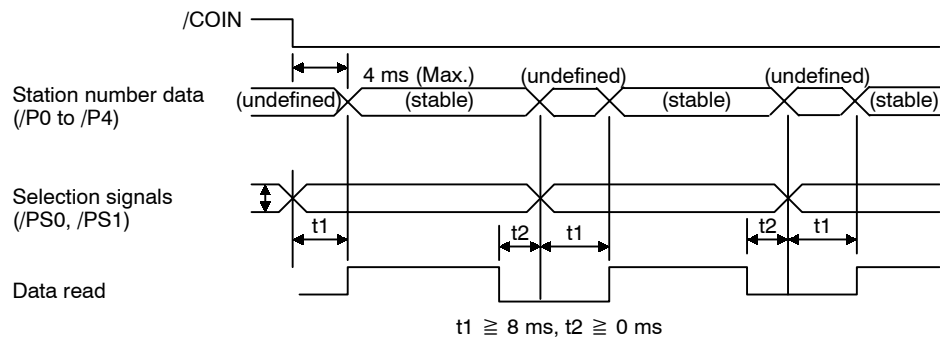 /COIN
4 ms (Max.)
(undefined)
(undefined)
Station number data
(/P0 to /P4)
(undefined)
(stable)
(stable)
(stable)
Selection signals
(/PS0, /PS1)
t1
t2
t1
t2
t1
Data read
t1 ≧ 8 ms, t2 ≧ 0 ms